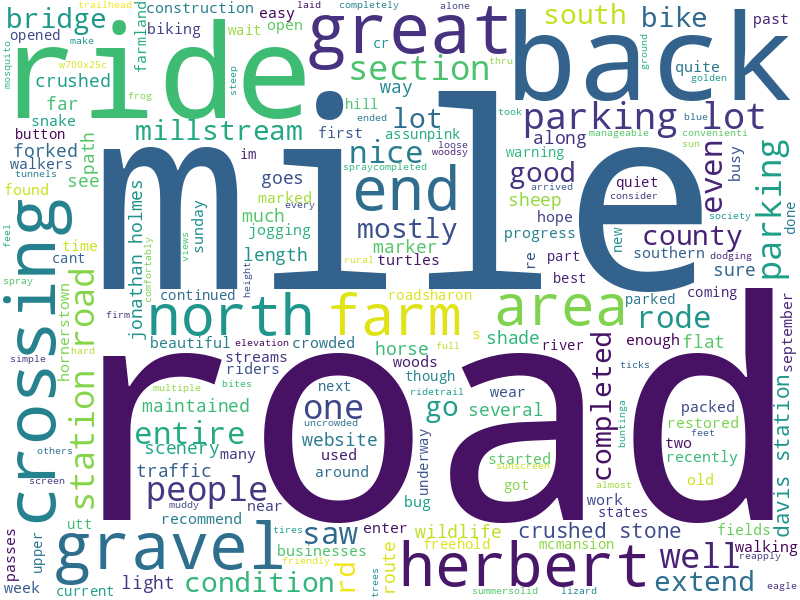 bridge
biking
construction
easy
laid
completely
alone
trailhead
great
south
bike
past
back
opened
farmland
wait
open
section
cr
thru
quite
ground
golden
mosquito
w700x25c
ride
crushed
far
frog
steep
way
hill
ended
parking lot
manageable
blue
convenienti
sun
took
snake
button
millstream
first
assunpink
lot
along
even
busy
forked
path
im
nice
loose
woodsy
warning
quiet
tunnels
walkers
see
goes
spraycompleted
good
arrived
consider
found
marked
every
end
sheep
new
society
parking
done
crossing
time
jonathan holmes
sunday
much
jogging
mostly
hope
progress
county
dodging
feel
cant
comfortably
views
length
marker
turtles
rural
re
part
southern
sure
spray
hornerstown
height
mile
best
parked
coming
station road
continued
roadsharon
area
rode
september
firm
north
farm
s
simple
hard
beautiful
elevation
crowded
full
horse
shade
river
enough
flat
streams
woods
though
completed
ticks
multiple
bites
riders
next
ridetrail
wear
packed
davis station
maintained
one
uncrowded
go
several
feet
restored
others
entire
website
buntinga
two
recently
scenery
many
used
underway
started
screen
traffic
around
sunscreen
almost
old
people
near
got
road
work
states
muddy
bug
utt
recommend
saw
enter
wildlife
crushed stone
fields
walking
passes
upper
gravel
tires
businesses
rd
route
freehold
mcmansion
well
reapply
week
current
light
condition
friendly
trees
herbert
summersolid
lizard
extend
eagle
make